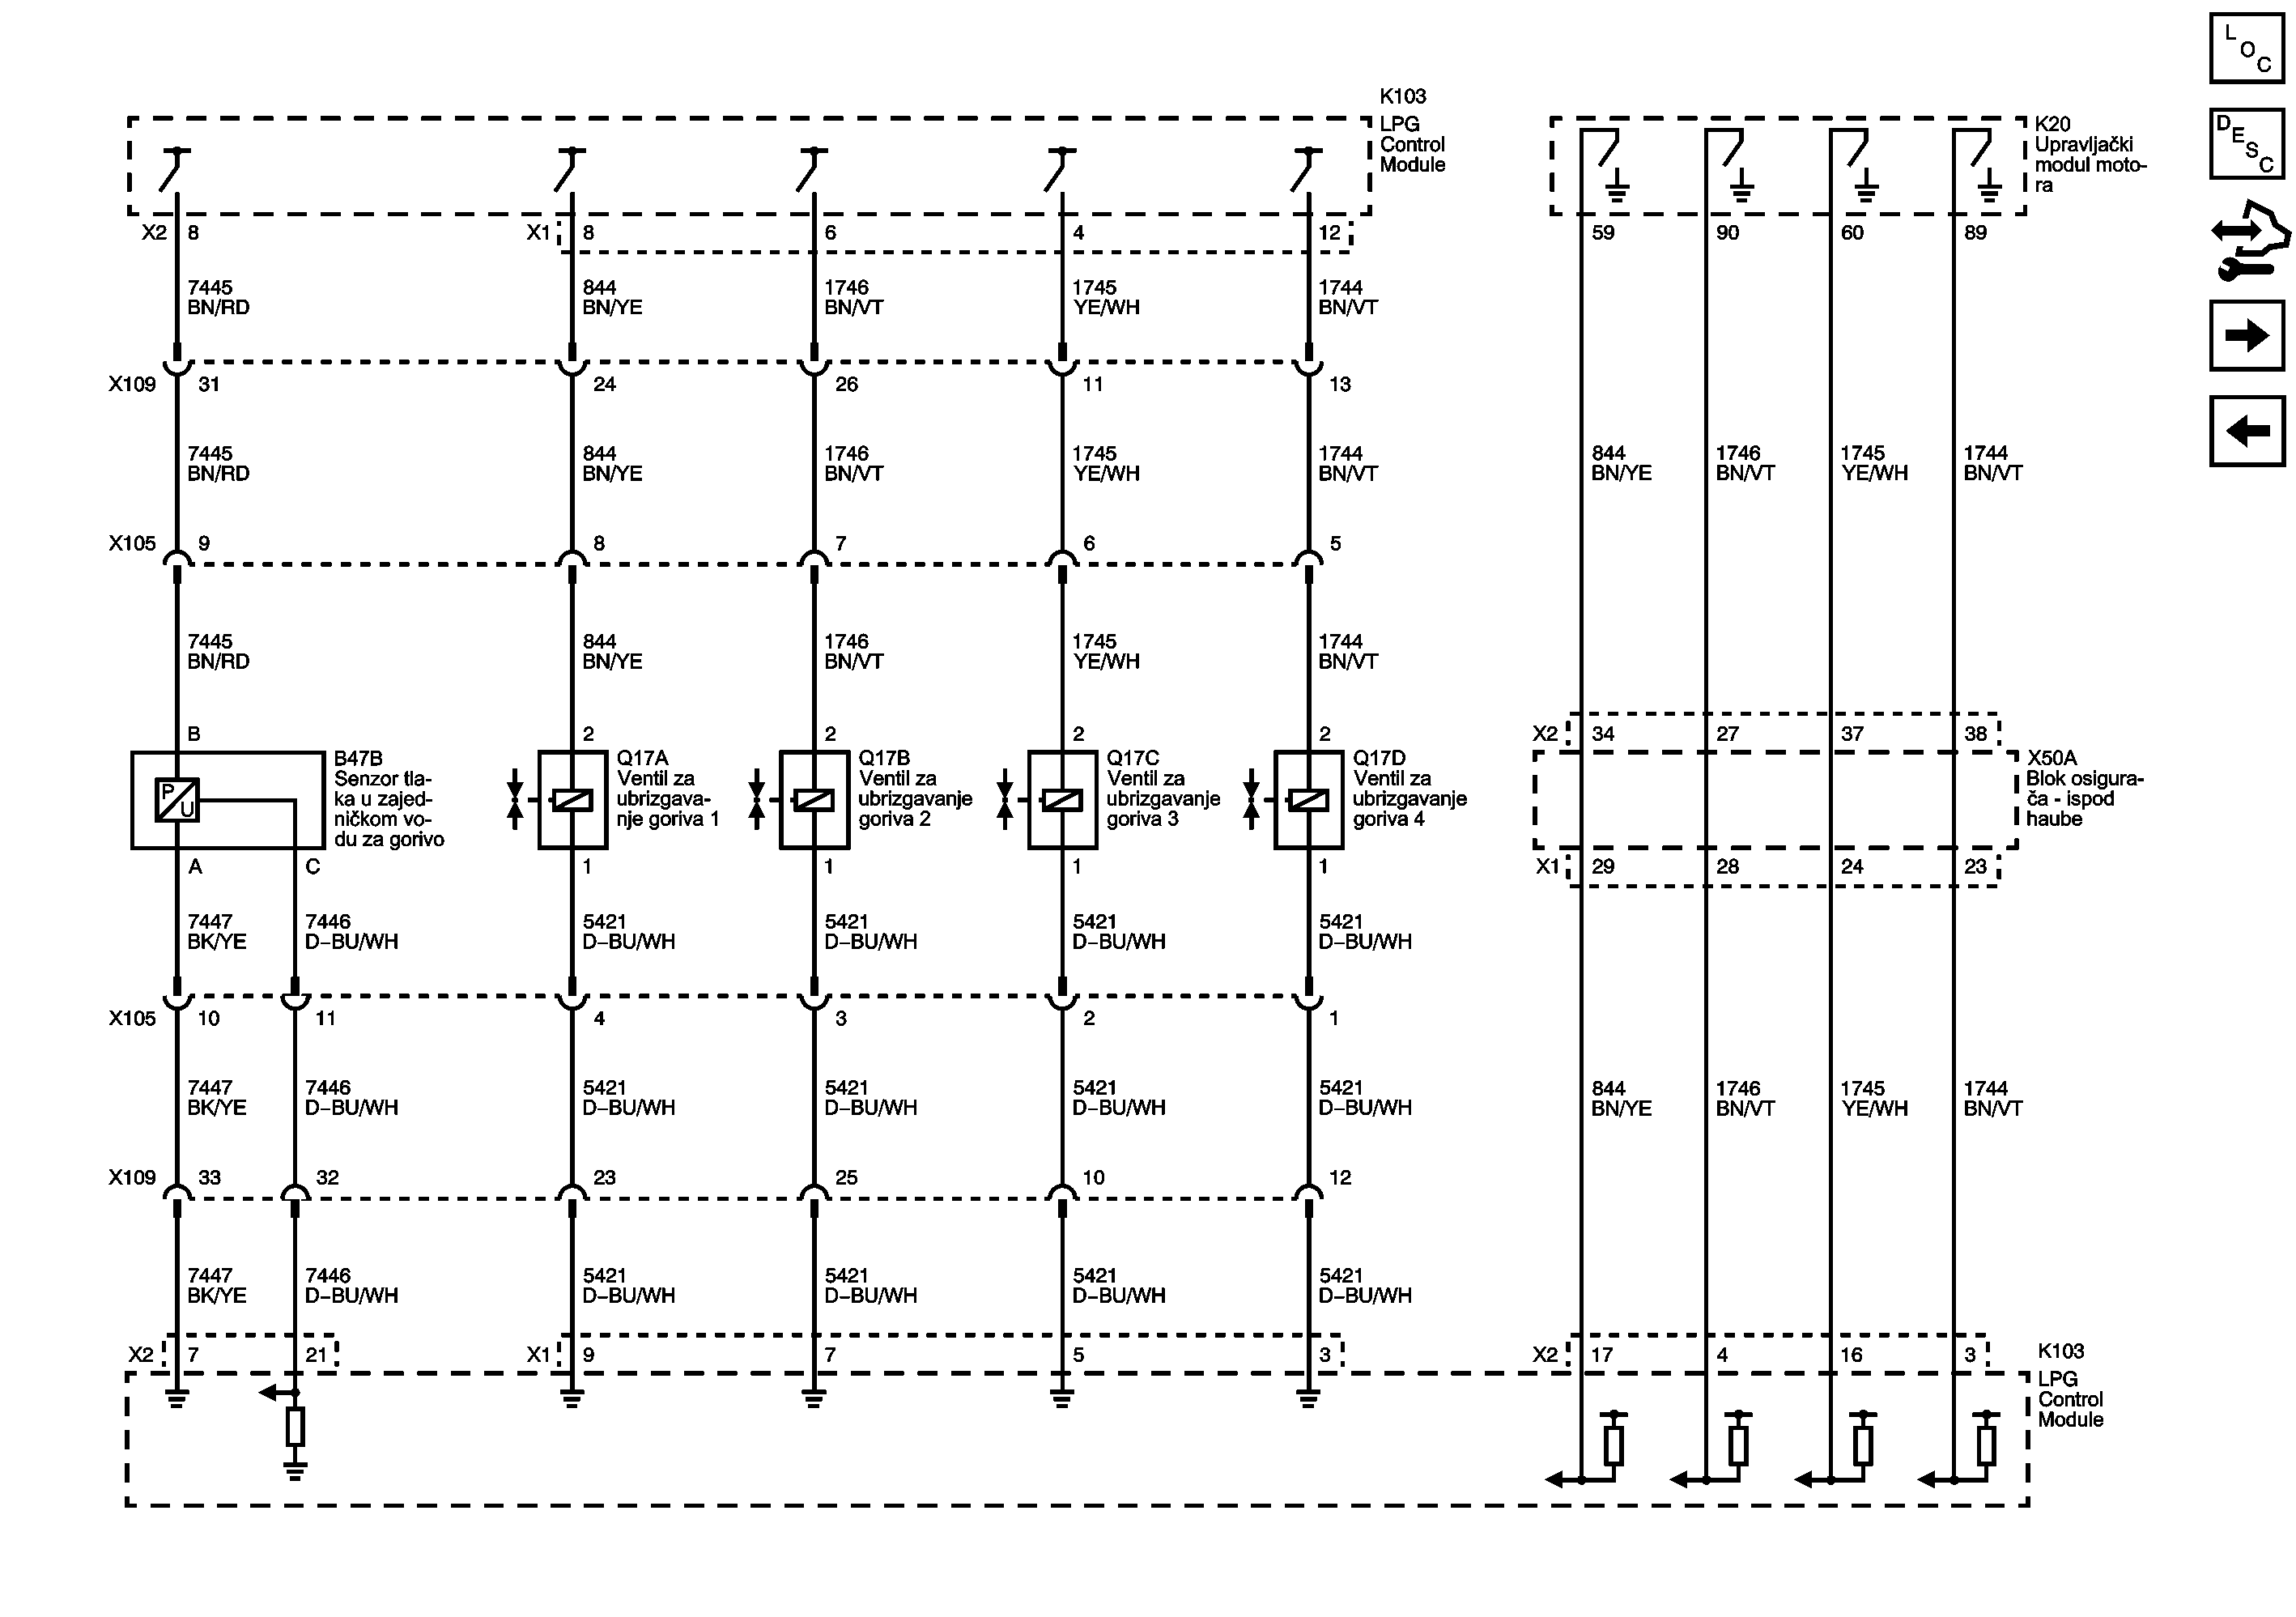 L
O
C
D
E
S
C
K103
LPG
Control
Module
K20
Upravljački
modul moto-
ra
X2 8 X1 8 6 4 12 59 90 60 89
7445 844 1746 1745 1744
BN/RD BN/YE BN/VT YE/WH BN/VT
X109 31 24 26 11 13
7445 844 1746 1745 1744 844 1746 1745 1744
BN/RD BN/YE BN/VT YE/WH BN/VT BN/YE BN/VT YE/WH BN/VT
X105 9 8 7 6 5
7445 844 1746 1745 1744
BN/RD BN/YE BN/VT YE/WH BN/VT
B 2 2 2 2 X2 34 27 37 38
P
U
B47B
Senzor tla-
ka u zajed-
ničkom vo-
du za gorivo
Q17A
Ventil za
ubrizgava-
nje goriva 1
Q17B
Ventil za
ubrizgavanje
goriva 2
Q17C
Ventil za
ubrizgavanje
goriva 3
Q17D
Ventil za
ubrizgavanje
goriva 4
X50A
Blok osigura-
ča - ispod
haube
A C 1 1 1 1 X1 29 28 24 23
7447 7446 5421 5421 5421 5421
BK/YE D-BU/WH D-BU/WH D-BU/WH D-BU/WH D-BU/WH
X105 10 11 4 3 2 1
7447 7446 5421 5421 5421 5421 844 1746 1745 1744
BK/YE D-BU/WH D-BU/WH D-BU/WH D-BU/WH D-BU/WH BN/YE BN/VT YE/WH BN/VT
X109 33 32 23 25 10 12
7447 7446 5421 5421 5421 5421
BK/YE D-BU/WH D-BU/WH D-BU/WH D-BU/WH D-BU/WH
X2 7 21 X1 9 7 5 3 X2 17 4 16 3
K103
LPG
Control
Module